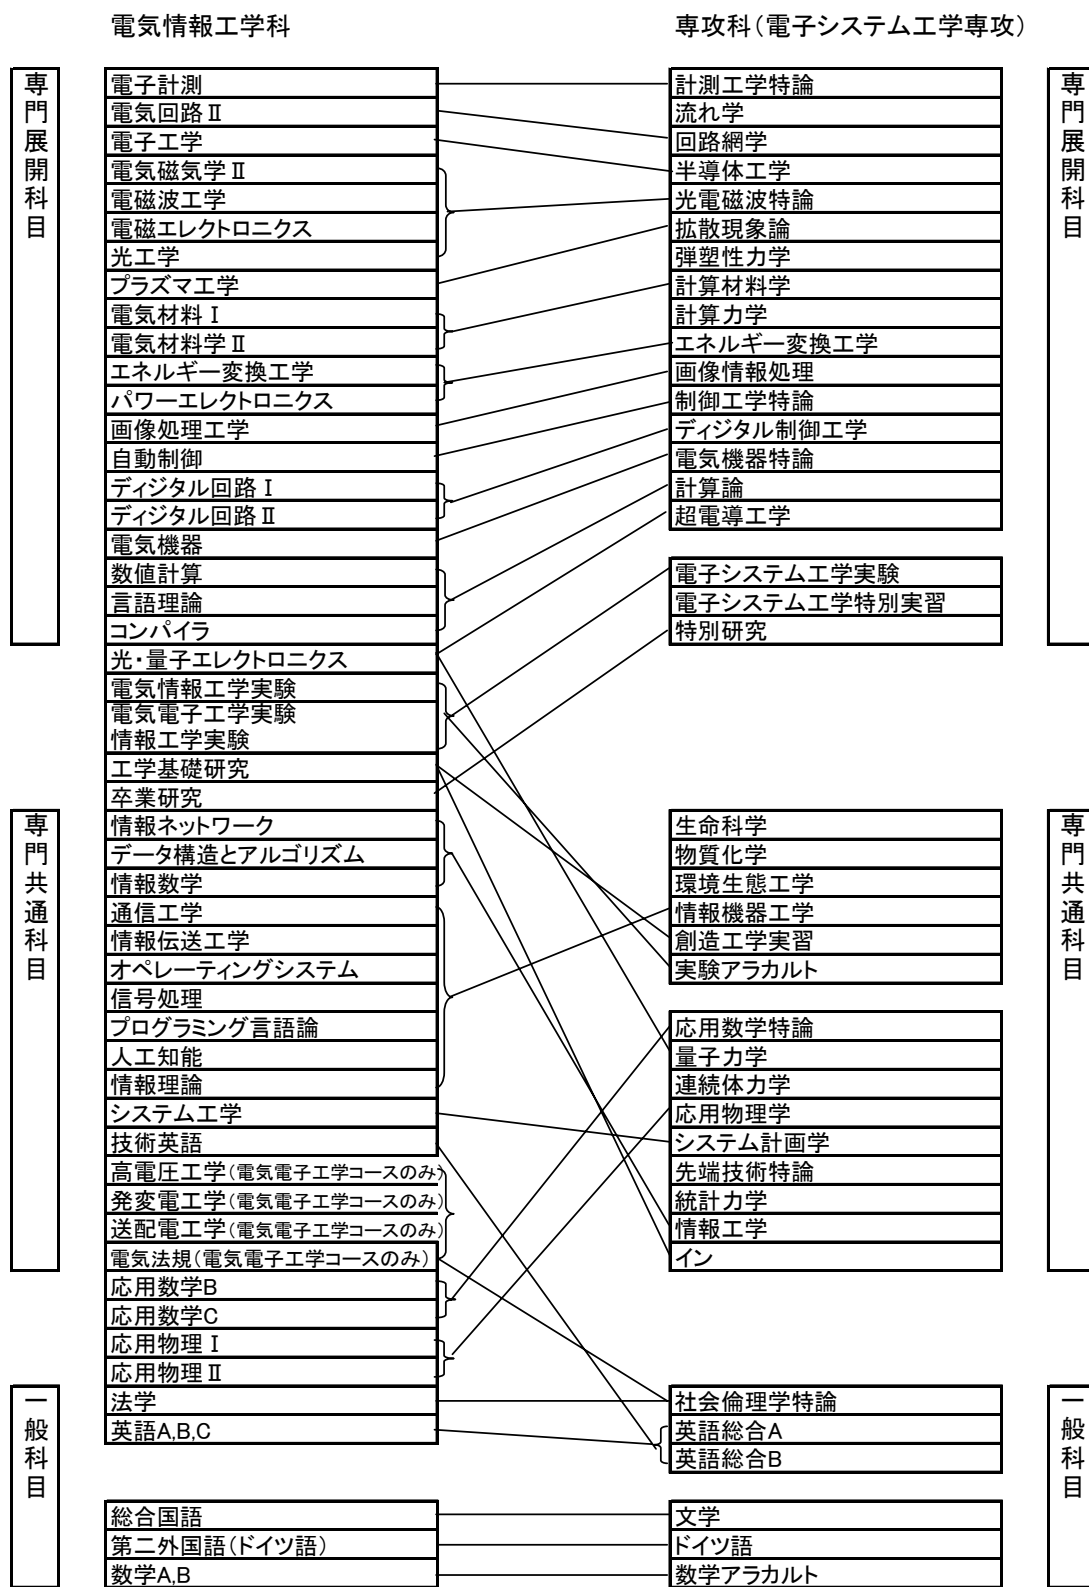 電気情報工学科
専攻科(電子システム工学専攻)
専門展開科目
電子計測
電気回路Ⅱ
電子工学
電気磁気学Ⅱ
電磁波工学
電磁エレクトロニクス
光工学
プラズマ工学
電気材料Ⅰ
電気材料学Ⅱ
エネルギー変換工学
パワーエレクトロニクス
画像処理工学
自動制御
ディジタル回路Ⅰ
ディジタル回路Ⅱ
電気機器
数値計算
言語理論
コンパイラ
光・量子エレクトロニクス
電気情報工学実験
電気電子工学実験
情報工学実験
工学基礎研究
卒業研究
専門共通科目
情報ネットワーク
データ構造とアルゴリズム
情報数学
通信工学
情報伝送工学
オペレーティングシステム
信号処理
プログラミング言語論
人工知能
情報理論
システム工学
技術英語
高電圧工学(電気電子工学コースのみ)
発変電工学(電気電子工学コースのみ)
送配電工学(電気電子工学コースのみ)
電気法規(電気電子工学コースのみ)
応用数学B
応用数学C
応用物理Ⅰ
応用物理Ⅱ
一般科目
法学
英語A,B,C
総合国語
第二外国語(ドイツ語)
数学A,B
計測工学特論
流れ学
回路網学
半導体工学
光電磁波特論
拡散現象論
弾塑性力学
計算材料学
計算力学
エネルギー変換工学
画像情報処理
制御工学特論
ディジタル制御工学
電気機器特論
計算論
超電導工学
電子システム工学実験
電子システム工学特別実習
特別研究
専門展開科目
生命科学
物質化学
環境生態工学
情報機器工学
創造工学実習
実験アラカルト
応用数学特論
量子力学
連続体力学
応用物理学
システム計画学
先端技術特論
統計力学
情報工学
イン
専門共通科目
社会倫理学特論
英語総合A
英語総合B
文学
ドイツ語
数学アラカルト
一般科目